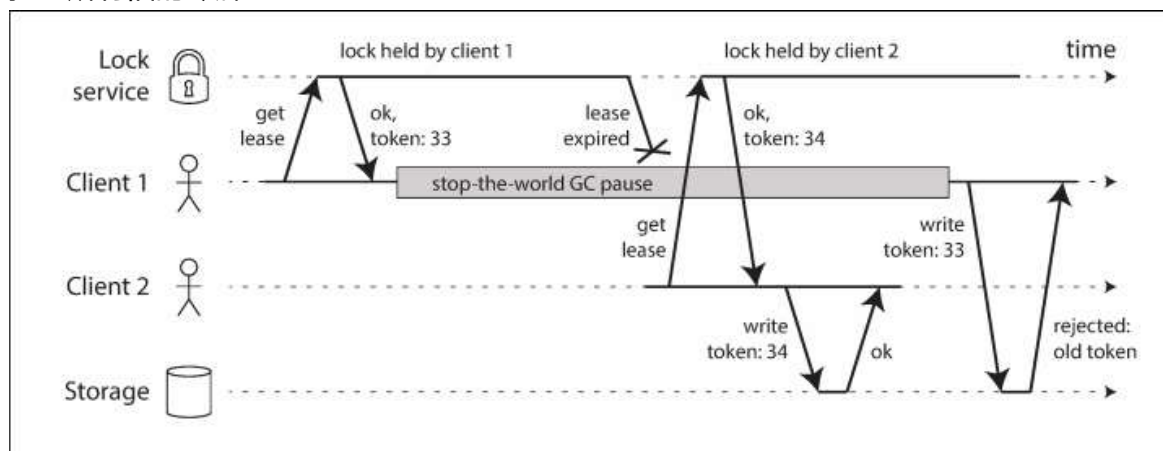 lock held by client 1
lock held by client 2
time
Lock
service
get
lease
ok,
token: 33
lease
expired
ok,
token: 34
Client 1
stop-the-world GC pause
get
lease
write
token: 33
Client 2
write
token: 34
ok
rejected:
old token
Storage